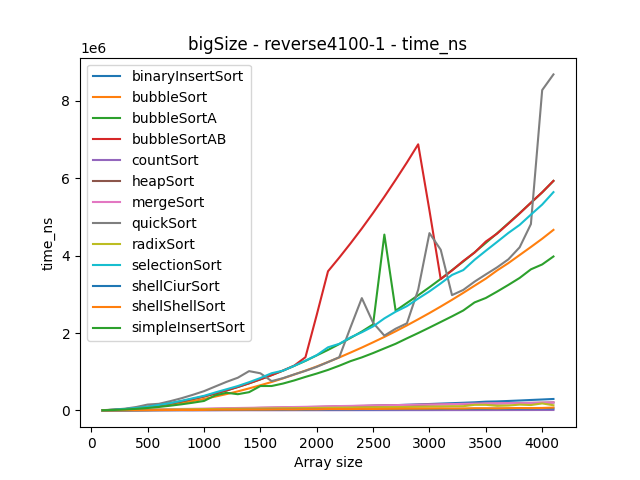 bigSize - reverse4100-1 - time_ns
1e6
8
6
4
2
0
time_ns
binaryInsertSort
bubbleSort
bubbleSortA
bubbleSortAB
countSort
heapSort
mergeSort
quickSort
radixSort
selectionSort
shellCiurSort
shellShellSort
simpleInsertSort
0 500 1000 1500 2000 2500 3000 3500 4000
Array size